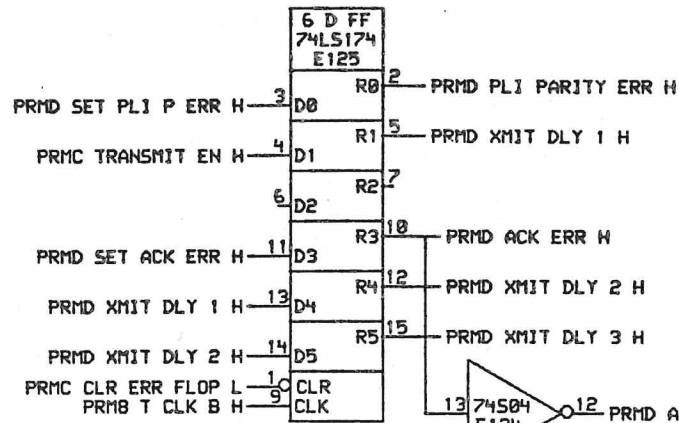 6 D FF
74LS174
E125
PRMD SET PLI P ERR H 3 D0 R0 2 PRMD PLI PARITY ERR H
PRMC TRANSMIT EN H 4 D1 R1 5 PRMD XMIT DLY 1 H
6 D2 R2 7
PRMD SET ACK ERR H 11 D3 R3 10 PRMD ACK ERR H
PRMD XMIT DLY 1 H 13 D4 R4 12 PRMD XMIT DLY 2 H
PRMD XMIT DLY 2 H 14 D5 R5 15 PRMD XMIT DLY 3 H
PRMC CLR ERR FLOP L 1 CLR
PRMB T CLK B H 9 CLK
13 74S04 12 PRMD A